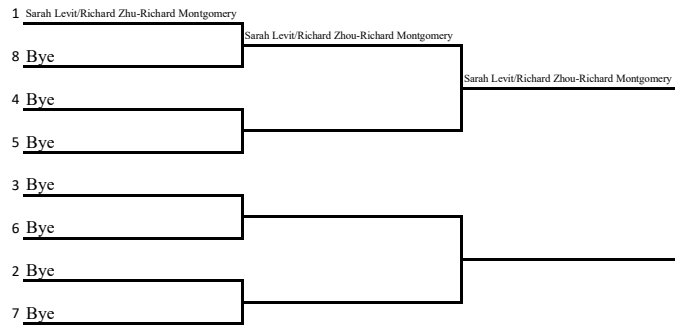 1 Sarah Levit/Richard Zhu-Richard Montgomery
Sarah Levit/Richard Zhou-Richard Montgomery
8 Bye
Sarah Levit/Richard Zhou-Richard Montgomery
4 Bye
5 Bye
3 Bye
6 Bye
2 Bye
7 Bye